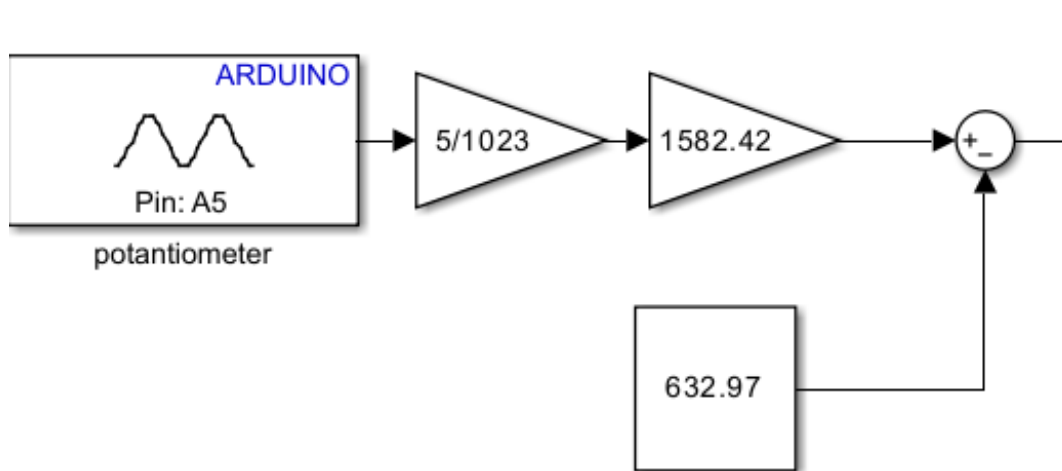 ARDUINO
Pin: A5
potantiometer
5/1023
1582.42
+
−
632.97